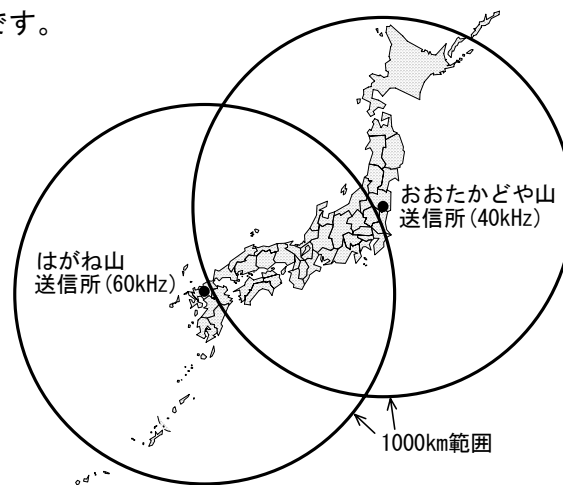 です。
おおたかどや山
送信所(40kHz)
はがね山
送信所(60kHz)
1000km範囲